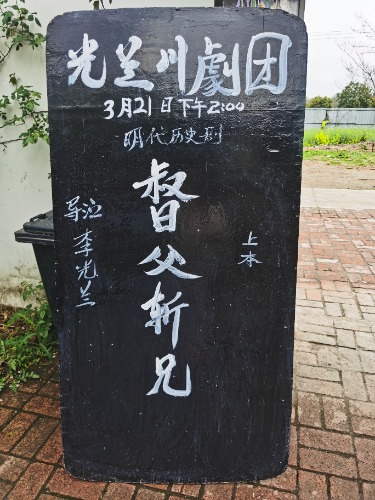 光兰川劇团
3月21日下午2:00
明代历史剧
督父斩兄
导演 李光兰
上本